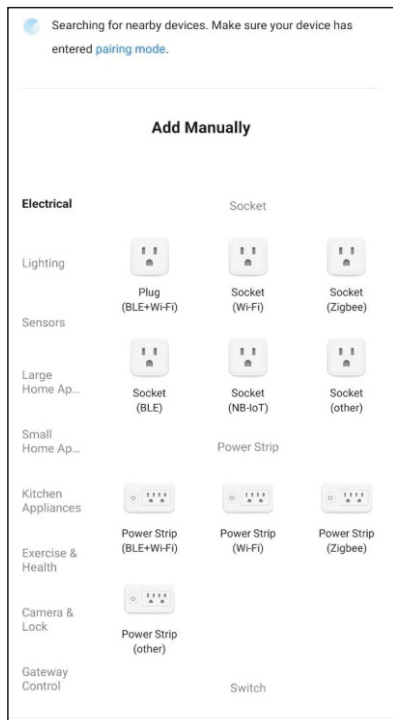 Searching for nearby devices. Make sure your device has
entered pairing mode.
Add Manually
Electrical
Lighting
Sensors
Large
Home Ap...
Small
Home Ap...
Kitchen
Appliances
Exercise &
Health
Camera &
Lock
Gateway
Control
Socket
Plug
(BLE+Wi-Fi)
Socket
(Wi-Fi)
Socket
(Zigbee)
Socket
(BLE)
Socket
(NB-IoT)
Socket
(other)
Power Strip
Power Strip
(BLE+Wi-Fi)
Power Strip
(Wi-Fi)
Power Strip
(Zigbee)
Power Strip
(other)
Switch